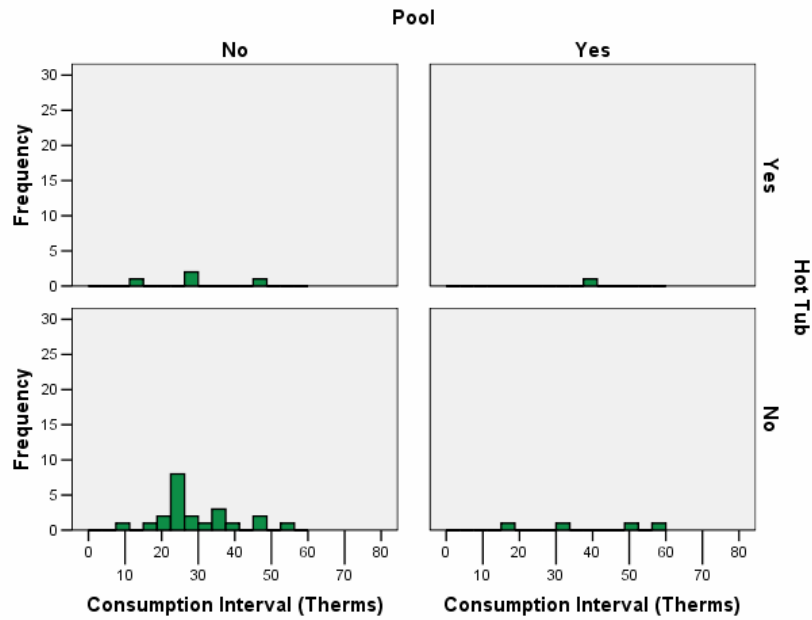 Pool
No Yes
30
25
20
15
10
5
0
Frequency
Yes
30
25
20
15
10
5
0
Frequency
No
Hot Tub
0 20 40 60 80 0 20 40 60 80
10 30 50 70 10 30 50 70
Consumption Interval (Therms) Consumption Interval (Therms)